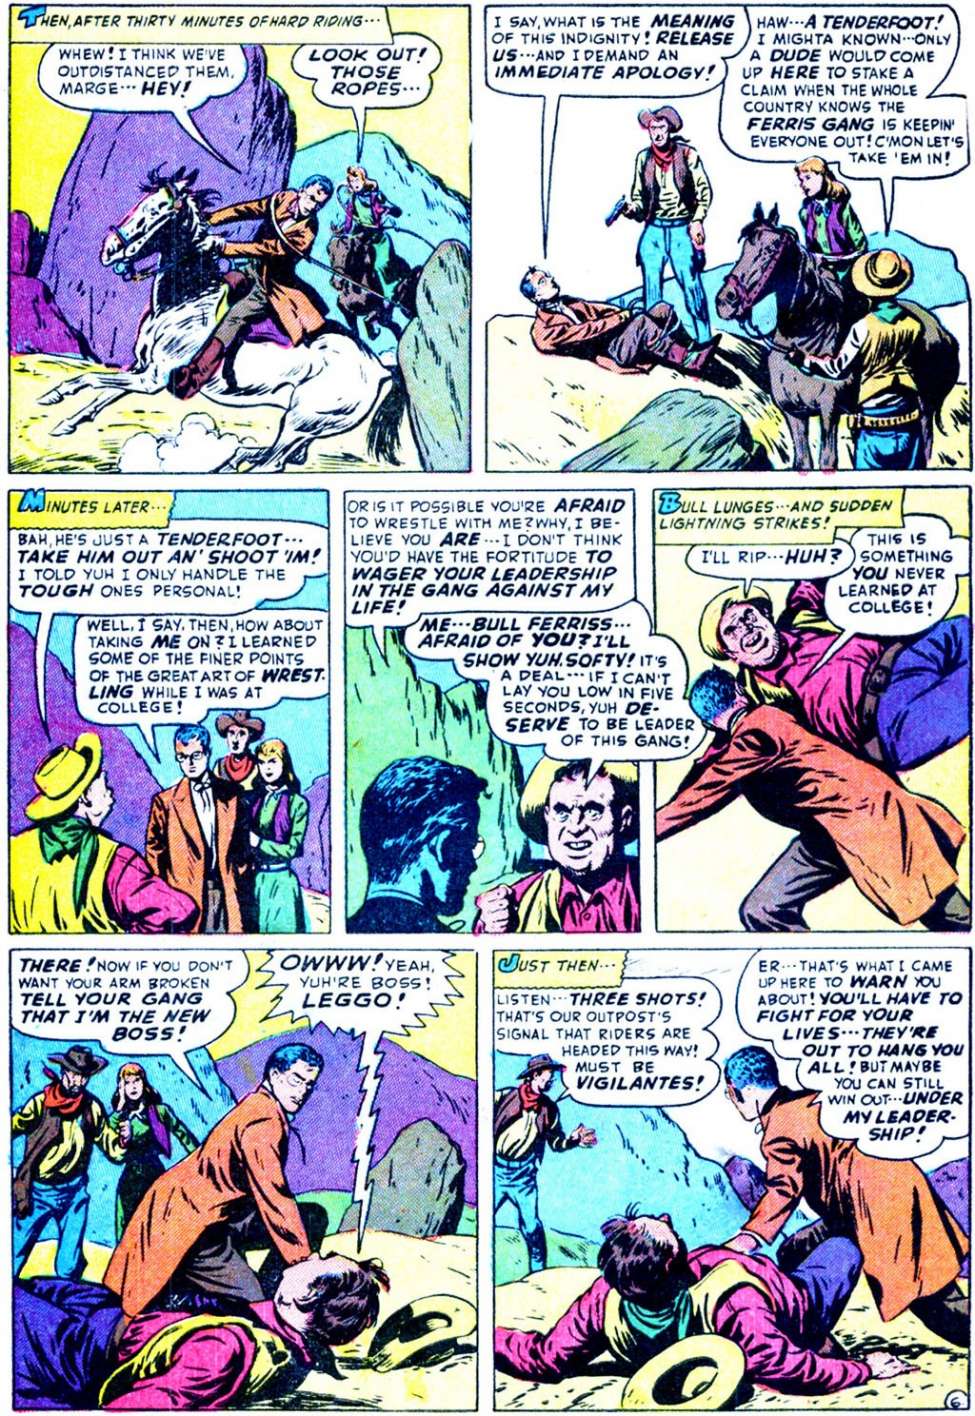 THEN, AFTER THIRTY MINUTES OF HARD RIDING---
WHEW! I THINK WE'VE
OUTDISTANCED THEM,
MARGE--- HEY!
LOOK OUT!
THOSE
ROPES---
I SAY, WHAT IS THE MEANING
OF THIS INDIGNITY! RELEASE
US---AND I DEMAND AN
IMMEDIATE APOLOGY!
HAW---A TENDERFOOT!
I MIGHTA KNOWN---ONLY
A DUDE WOULD COME
UP HERE TO STAKE A
CLAIM WHEN THE WHOLE
COUNTRY KNOWS THE
FERRIS GANG IS KEEPIN'
EVERYONE OUT! C'MON LET'S
TAKE 'EM IN!
MINUTES LATER---
BAH, HE'S JUST A TENDERFOOT---
TAKE HIM OUT AN' SHOOT 'IM!
I TOLD YUH I ONLY HANDLE THE
TOUGH ONES PERSONAL!
WELL, I SAY, THEN, HOW ABOUT
TAKING ME ON? I LEARNED
SOME OF THE FINER POINTS
OF THE GREAT ART OF WREST-
LING WHILE I WAS AT
COLLEGE!
OR IS IT POSSIBLE YOU'RE AFRAID
TO WRESTLE WITH ME? WHY, I BE-
LIEVE YOU ARE---I DON'T THINK
YOU'D HAVE THE FORTITUDE TO
WAGER YOUR LEADERSHIP
IN THE GANG AGAINST MY
LIFE!
ME---BULL FERRISS---
AFRAID OF YOU? I'LL
SHOW YUH, SOFTY! IT'S
A DEAL---IF I CAN'T
LAY YOU LOW IN FIVE
SECONDS, YUH DE-
SERVE TO BE LEADER
OF THIS GANG!
BULL LUNGES---AND SUDDEN
LIGHTNING STRIKES!
I'LL RIP---HUH?
THIS IS
SOMETHING
YOU NEVER
LEARNED AT
COLLEGE!
THERE! NOW IF YOU DON'T
WANT YOUR ARM BROKEN
TELL YOUR GANG
THAT I'M THE NEW
BOSS!
OWWW! YEAH,
YUH'RE BOSS!
LEGGO!
JUST THEN---
LISTEN---THREE SHOTS!
THAT'S OUR OUTPOST'S
SIGNAL THAT RIDERS ARE
HEADED THIS WAY!
MUST BE
VIGILANTES!
ER---THAT'S WHAT I CAME
UP HERE TO WARN YOU
ABOUT! YOU'LL HAVE TO
FIGHT FOR YOUR
LIVES---THEY'RE
OUT TO HANG YOU
ALL! BUT MAYBE
YOU CAN STILL
WIN OUT---UNDER
MY LEADER-
SHIP!
6